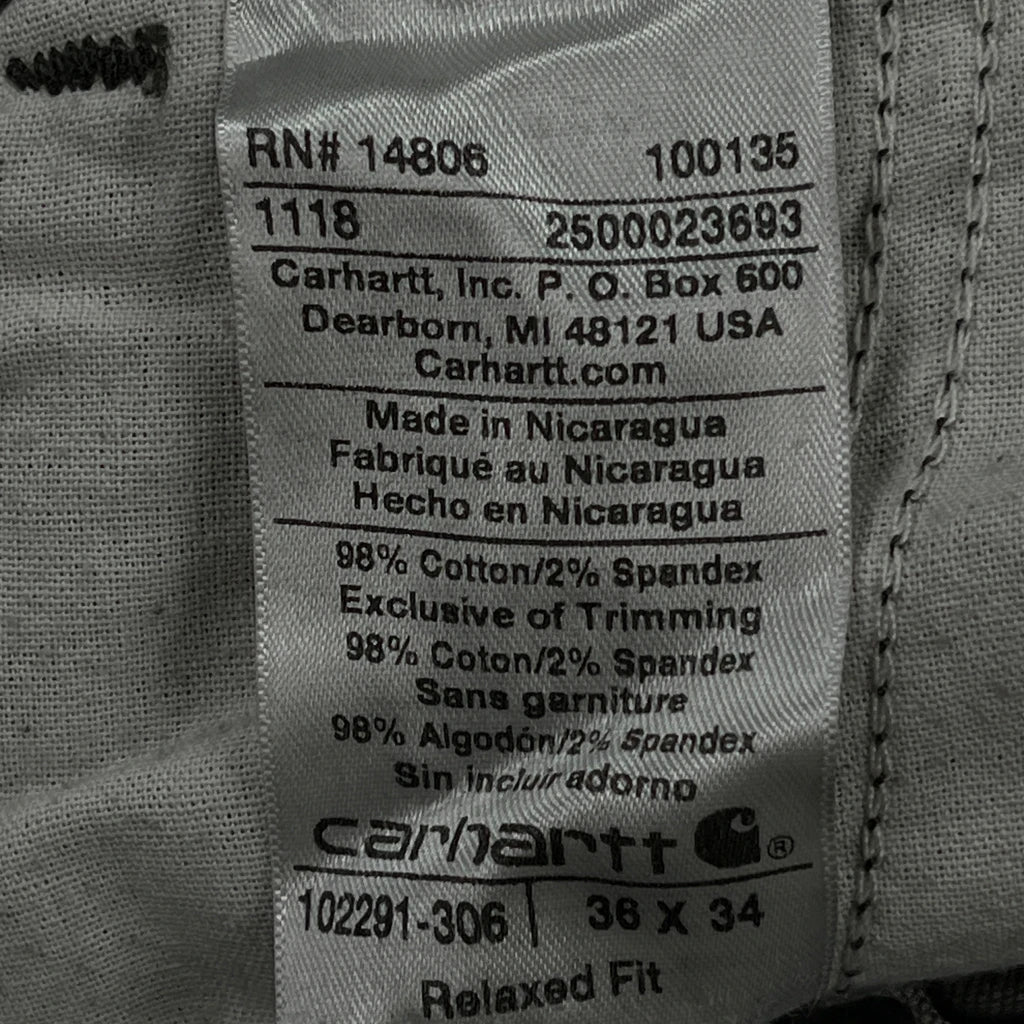 RN# 14806 100135
1118 2500023693
Carhartt, Inc. P. O. Box 600
Dearborn, MI 48121 USA
Carhartt.com
Made in Nicaragua
Fabriqué au Nicaragua
Hecho en Nicaragua
98% Cotton/2% Spandex
Exclusive of Trimming
98% Coton/2% Spandex
Sans garniture
98% Algodón/2% Spandex
Sin incluir adorno
carhartt ®
102291-306 | 36 X 34
Relaxed Fit